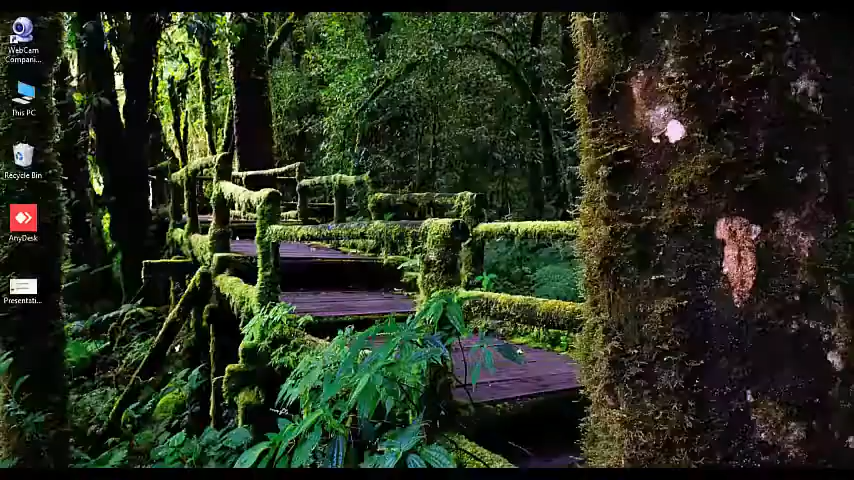 WebCam
Compani...
This PC
Recycle Bin
AnyDesk
Presentati...